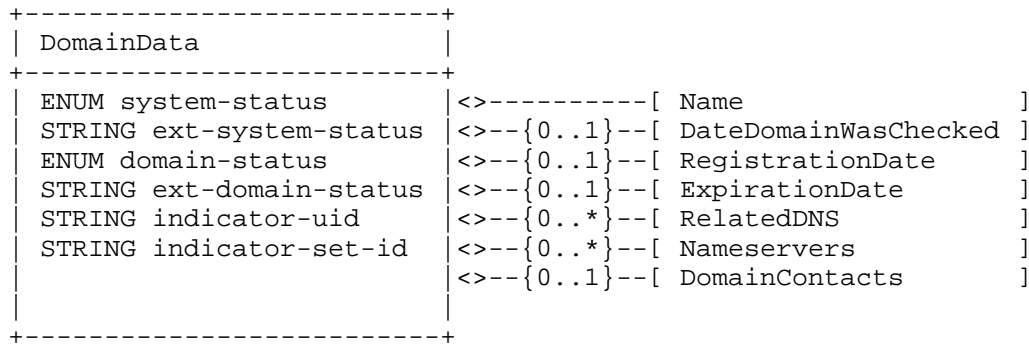 +--------------------------+
| DomainData               |
+--------------------------+
| ENUM system-status       |<>----------[ Name                 ]
| STRING ext-system-status |<>--{0..1}--[ DateDomainWasChecked ]
| ENUM domain-status       |<>--{0..1}--[ RegistrationDate     ]
| STRING ext-domain-status |<>--{0..1}--[ ExpirationDate       ]
| STRING indicator-uid     |<>--{0..*}--[ RelatedDNS           ]
| STRING indicator-set-id  |<>--{0..*}--[ Nameservers          ]
|                          |<>--{0..1}--[ DomainContacts       ]
|                          |
+--------------------------+